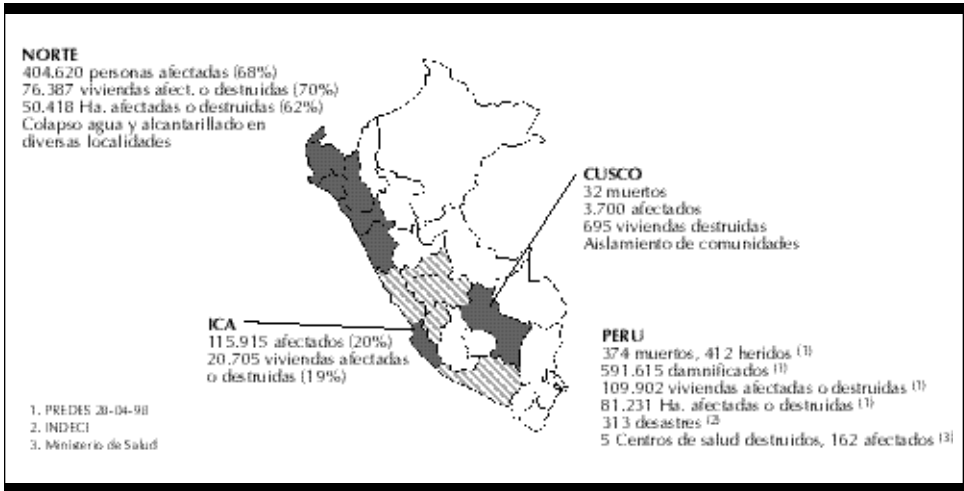 NORTE
404.620 personas afectadas (68%)
76.387 viviendas afect. o destruidas (70%)
50.418 Ha. afectadas o destruidas (62%)
Colapso agua y alcantarillado en
diversas localidades
CUSCO
32 muertos
3.700 afectados
695 viviendas destruidas
Aislamiento de comunidades
ICA
115.915 afectados (20%)
20.705 viviendas afectadas
o destruidas (19%)
PERU
374 muertos, 412 heridos (1)
591.615 damnificados (1)
109.902 viviendas afectadas o destruidas (1)
81.231 Ha. afectadas o destruidas (1)
313 desastres (2)
5 Centros de salud destruidos, 162 afectados (3)
1. PREDES 28-04-98
2. INDECI
3. Ministerio de Salud